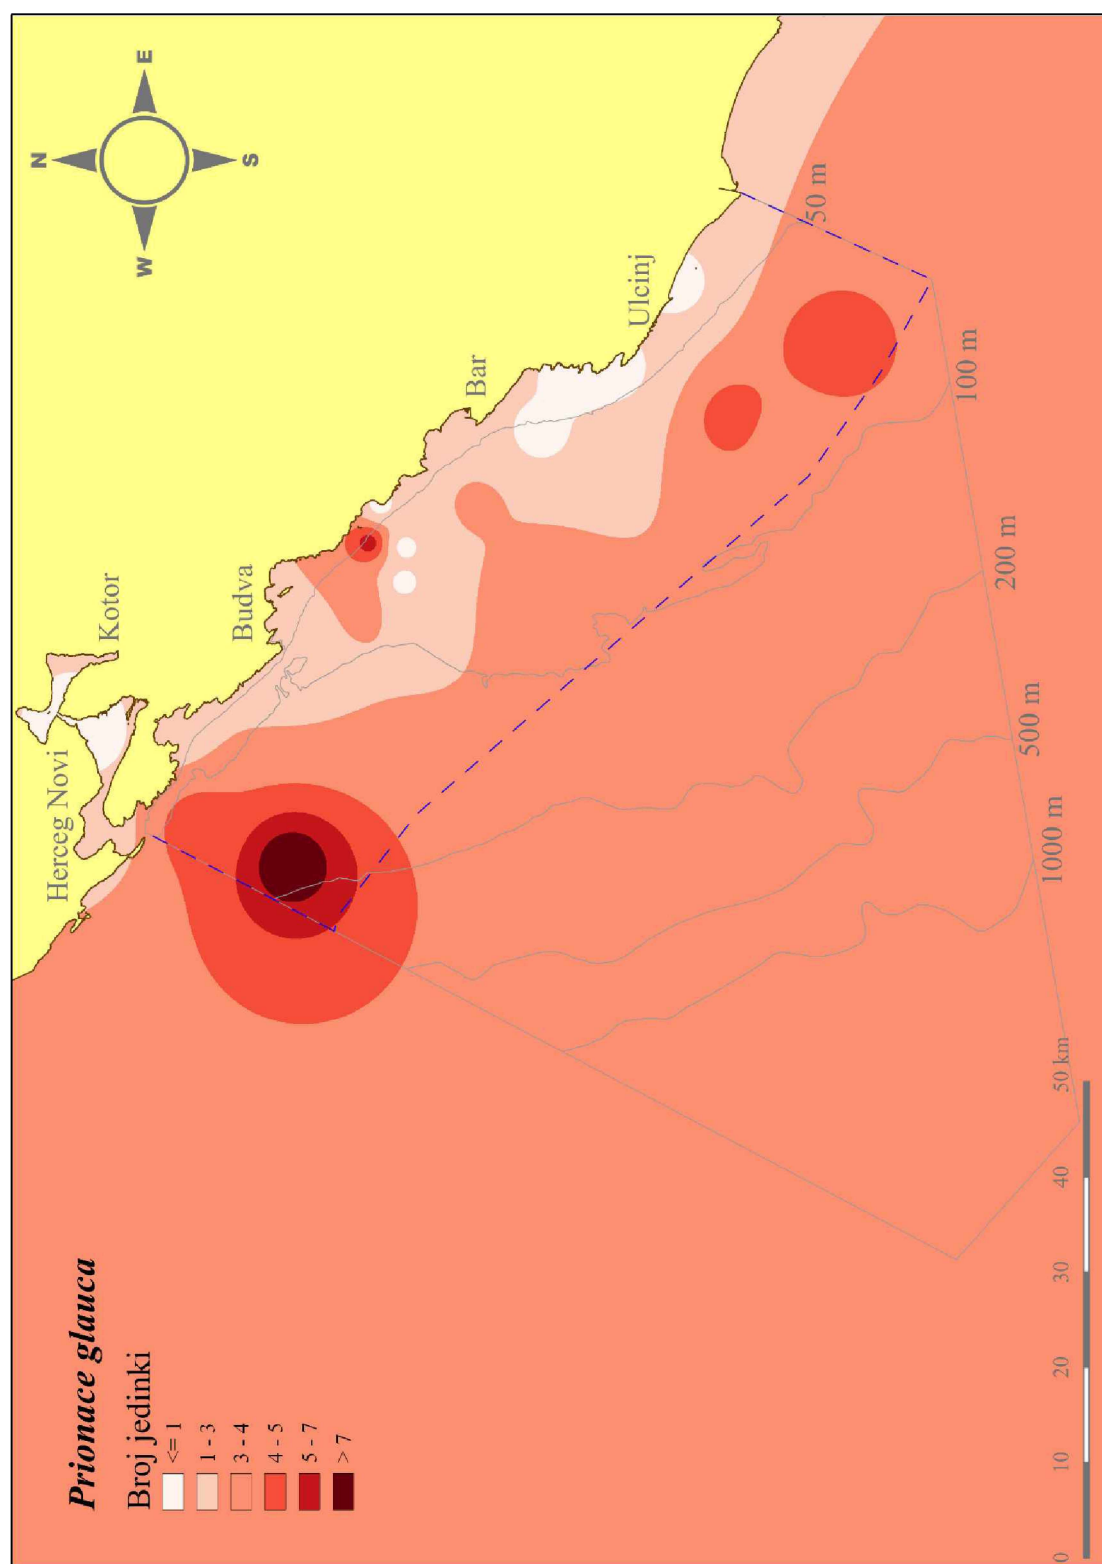 Prionace glauca
Broj jedinki
<= 1
1 - 3
3 - 4
4 - 5
5 - 7
> 7
N
W
E
S
Herceg Novi
Kotor
Budva
Bar
Ulcinj
50 m
100 m
200 m
500 m
1000 m
0
10
20
30
40
50 km